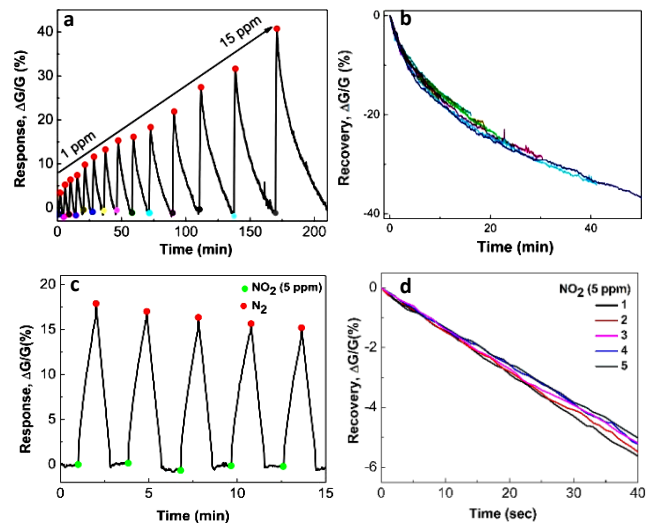 a
15 ppm
1 ppm
Response, ΔG/G (%)
40
30
20
10
0
0 50 100 150 200
Time (min)
b
Recovery, ΔG/G (%)
0
-20
-40
0 20 40
Time (min)
c
NO2 (5 ppm)
N2
Response, ΔG/G(%)
20
15
10
5
0
0 5 10 15
Time (min)
d
NO2 (5 ppm)
1
2
3
4
5
Recovery, ΔG/G(%)
0
-2
-4
-6
0 10 20 30 40
Time (sec)